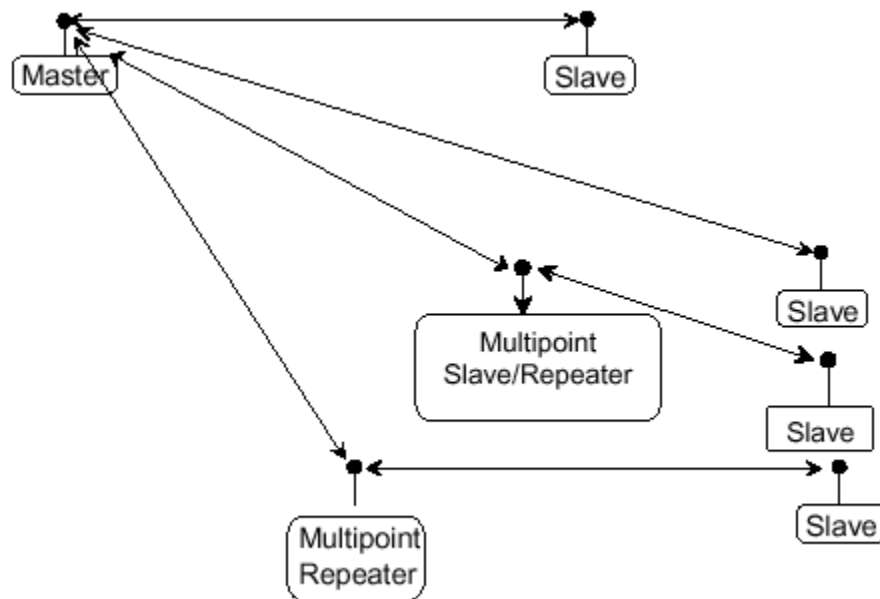 Master
Slave
Slave
Multipoint
Slave/Repeater
Slave
Slave
Multipoint
Repeater